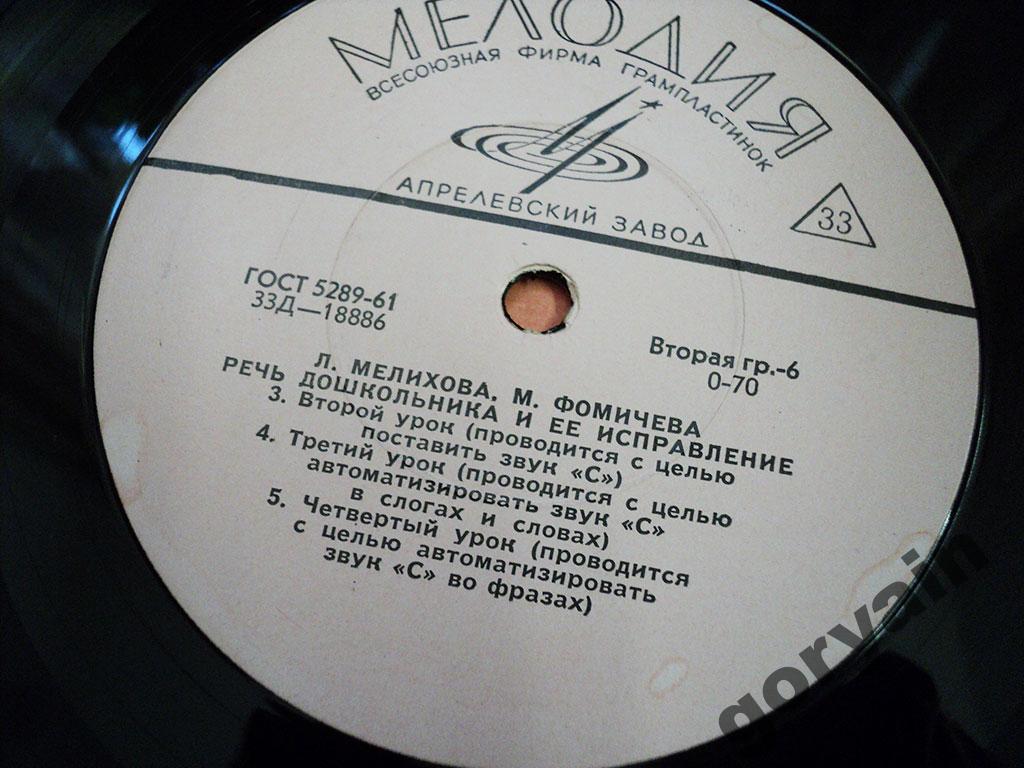 МЕЛОДИЯ
ВСЕСОЮЗНАЯ ФИРМА ГРАМПЛАСТИНОК
АПРЕЛЕВСКИЙ ЗАВОД
33
ГОСТ 5289-61
33Д—18886
Вторая гр.-6
0-70
Л. МЕЛИХОВА, М. ФОМИЧЕВА
РЕЧЬ ДОШКОЛЬНИКА И ЕЕ ИСПРАВЛЕНИЕ
3. Второй урок (проводится с целью
поставить звук «С»)
4. Третий урок (проводится с целью
автоматизировать звук «С»
в слогах и словах)
5. Четвертый урок (проводится
с целью автоматизировать
звук «С» во фразах)
goryain